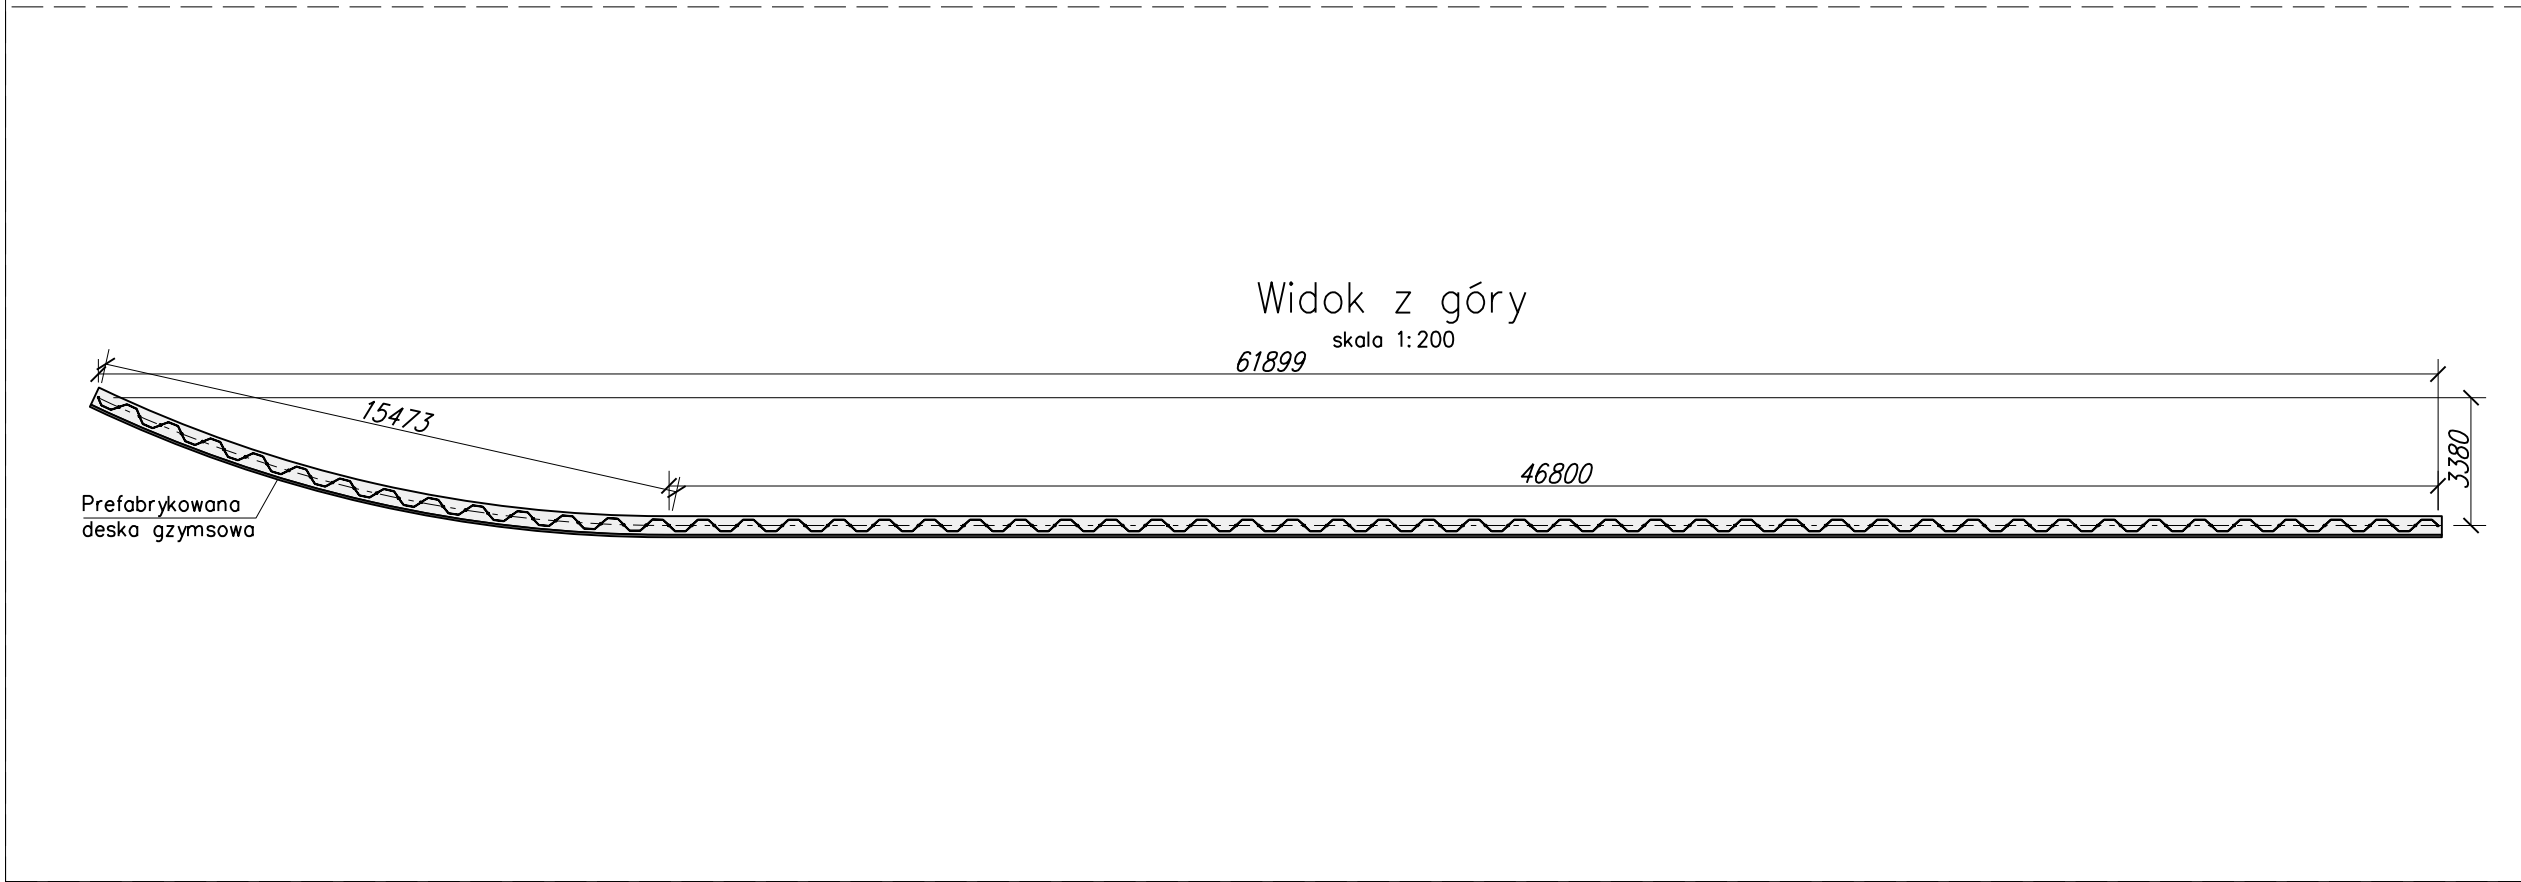 Widok z góry
skala 1:200
61899
15473
46800
3380
Prefabrykowana
deska gzymsowa